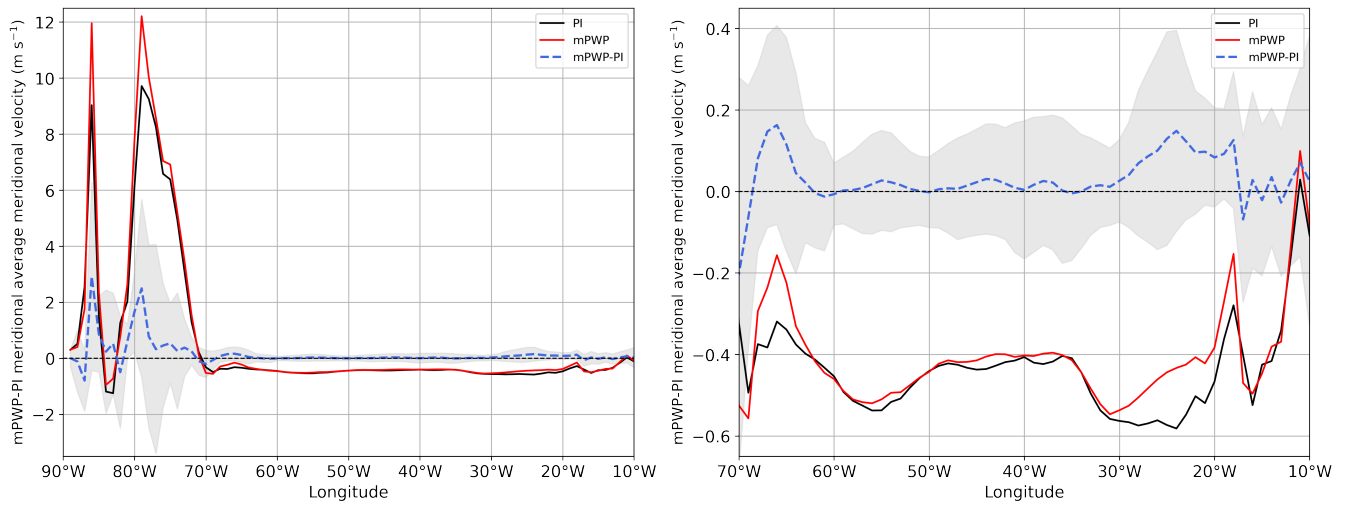 mPWP-PI meridional average meridional velocity (m s⁻¹)
12
10
8
6
4
2
0
−2
PI
mPWP
mPWP-PI
90°W 80°W 70°W 60°W 50°W 40°W 30°W 20°W 10°W
Longitude
mPWP-PI meridional average meridional velocity (m s⁻¹)
0.4
0.2
0.0
−0.2
−0.4
−0.6
PI
mPWP
mPWP-PI
70°W 60°W 50°W 40°W 30°W 20°W 10°W
Longitude